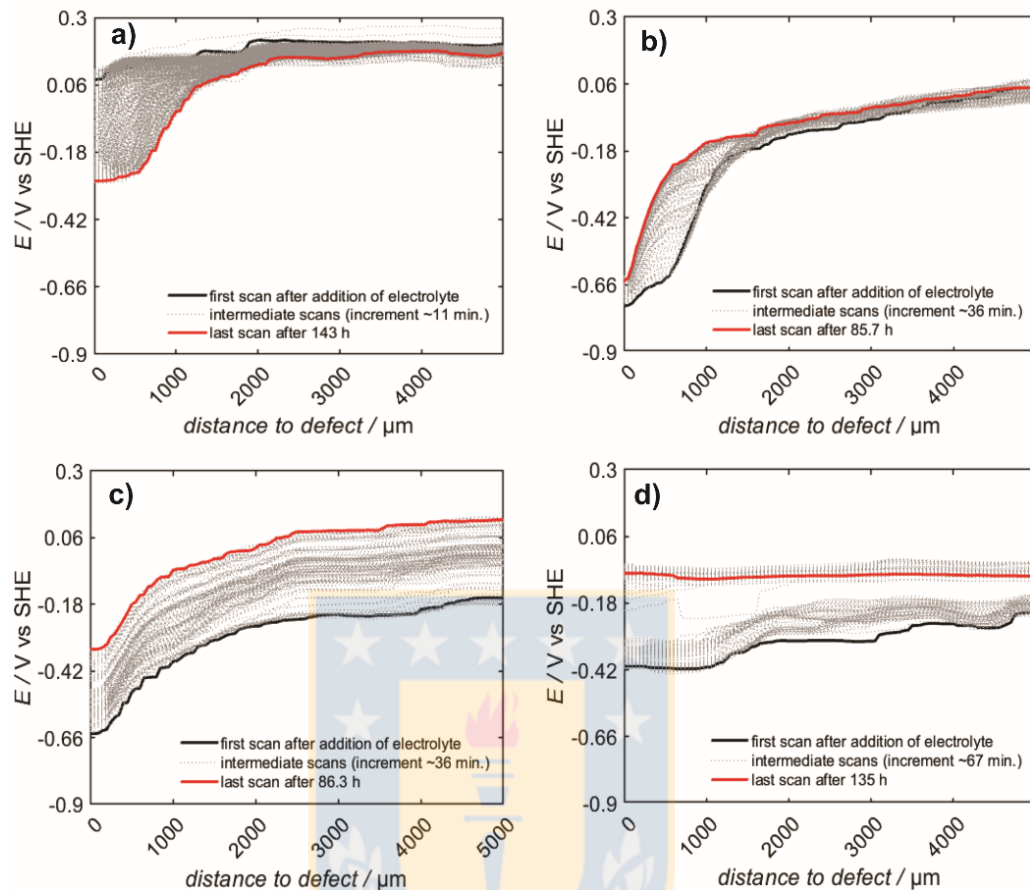 a)
0.3
0.06
-0.18
-0.42
-0.66
-0.9
E / V vs SHE
first scan after addition of electrolyte
intermediate scans (increment ~11 min.)
last scan after 143 h
0
1000
2000
3000
4000
distance to defect / µm
b)
0.3
0.06
-0.18
-0.42
-0.66
-0.9
E / V vs SHE
first scan after addition of electrolyte
intermediate scans (increment ~36 min.)
last scan after 85.7 h
0
1000
2000
3000
4000
distance to defect / µm
c)
0.3
0.06
-0.18
-0.42
-0.66
-0.9
E / V vs SHE
first scan after addition of electrolyte
intermediate scans (increment ~36 min.)
last scan after 86.3 h
0
1000
2000
3000
4000
5000
distance to defect / µm
d)
0.3
0.06
-0.18
-0.42
-0.66
-0.9
E / V vs SHE
first scan after addition of electrolyte
intermediate scans (increment ~67 min.)
last scan after 135 h
0
1000
2000
3000
4000
distance to defect / µm